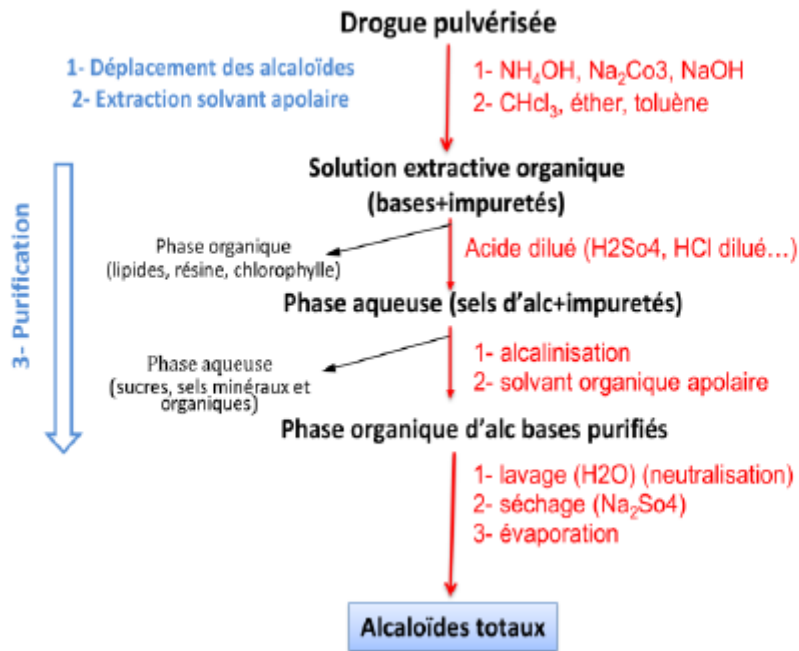 Drogue pulvérisée
1- Déplacement des alcaloïdes
2- Extraction solvant apolaire
1- NH₄OH, Na₂Co3, NaOH
2- CHcl₃, éther, toluène
Solution extractive organique
(bases+impuretés)
3- Purification
Phase organique
(lipides, résine, chlorophylle)
Acide dilué (H2So4, HCl dilué...)
Phase aqueuse (sels d'alc+impuretés)
Phase aqueuse
(sucres, sels minéraux et
organiques)
1- alcalinisation
2- solvant organique apolaire
Phase organique d'alc bases purifiés
1- lavage (H2O) (neutralisation)
2- séchage (Na₂So4)
3- évaporation
Alcaloïdes totaux